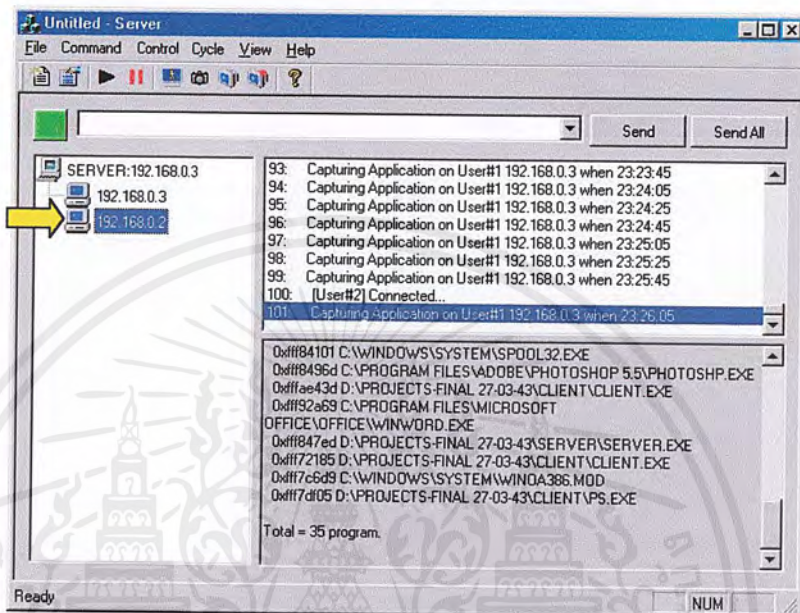 Untitled - Server
File Command Control Cycle View Help
Send Send All
SERVER:192.168.0.3
192.168.0.3
192.168.0.2
93: Capturing Application on User#1 192.168.0.3 when 23:23:45
94: Capturing Application on User#1 192.168.0.3 when 23:24:05
95: Capturing Application on User#1 192.168.0.3 when 23:24:25
96: Capturing Application on User#1 192.168.0.3 when 23:24:45
97: Capturing Application on User#1 192.168.0.3 when 23:25:05
98: Capturing Application on User#1 192.168.0.3 when 23:25:25
99: Capturing Application on User#1 192.168.0.3 when 23:25:45
100: [User#2] Connected...
101: Capturing Application on User#1 192.168.0.3 when 23:26:05
0xfff84101 C:\WINDOWS\SYSTEM\SPOOL32.EXE
0xfff8496d C:\PROGRAM FILES\ADOBE\PHOTOSHOP 5.5\PHOTOSHP.EXE
0xfffae43d D:\PROJECTS-FINAL 27-03-43\CLIENT\CLIENT.EXE
0xfff92a69 C:\PROGRAM FILES\MICROSOFT
OFFICE\OFFICE\WINWORD.EXE
0xfff847ed D:\PROJECTS-FINAL 27-03-43\SERVER\SERVER.EXE
0xfff72185 D:\PROJECTS-FINAL 27-03-43\CLIENT\CLIENT.EXE
0xfff7c6d9 C:\WINDOWS\SYSTEM\WINOA386.MOD
0xfff7df05 D:\PROJECTS-FINAL 27-03-43\CLIENT\PS.EXE
Total = 35 program.
Ready NUM